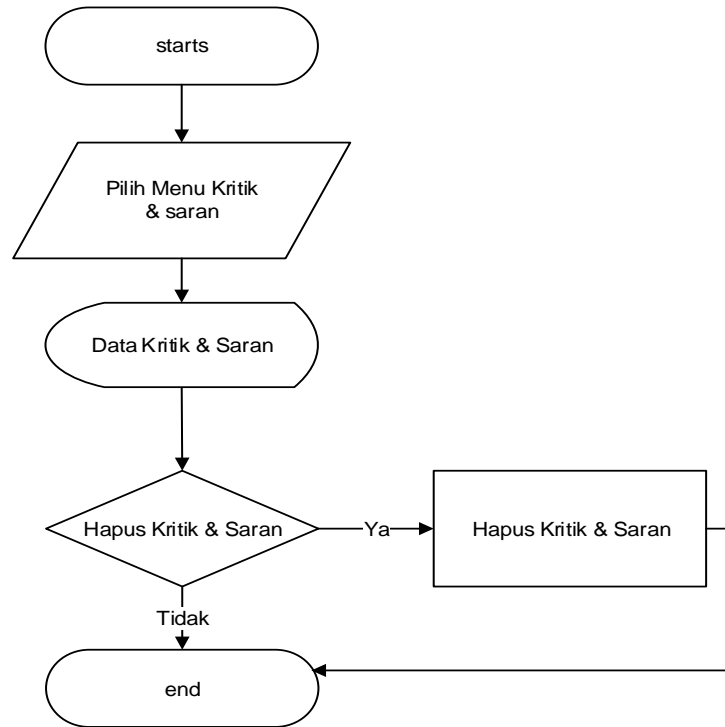 starts
Pilih Menu Kritik
& saran
Data Kritik & Saran
Hapus Kritik & Saran
Ya
Hapus Kritik & Saran
Tidak
end